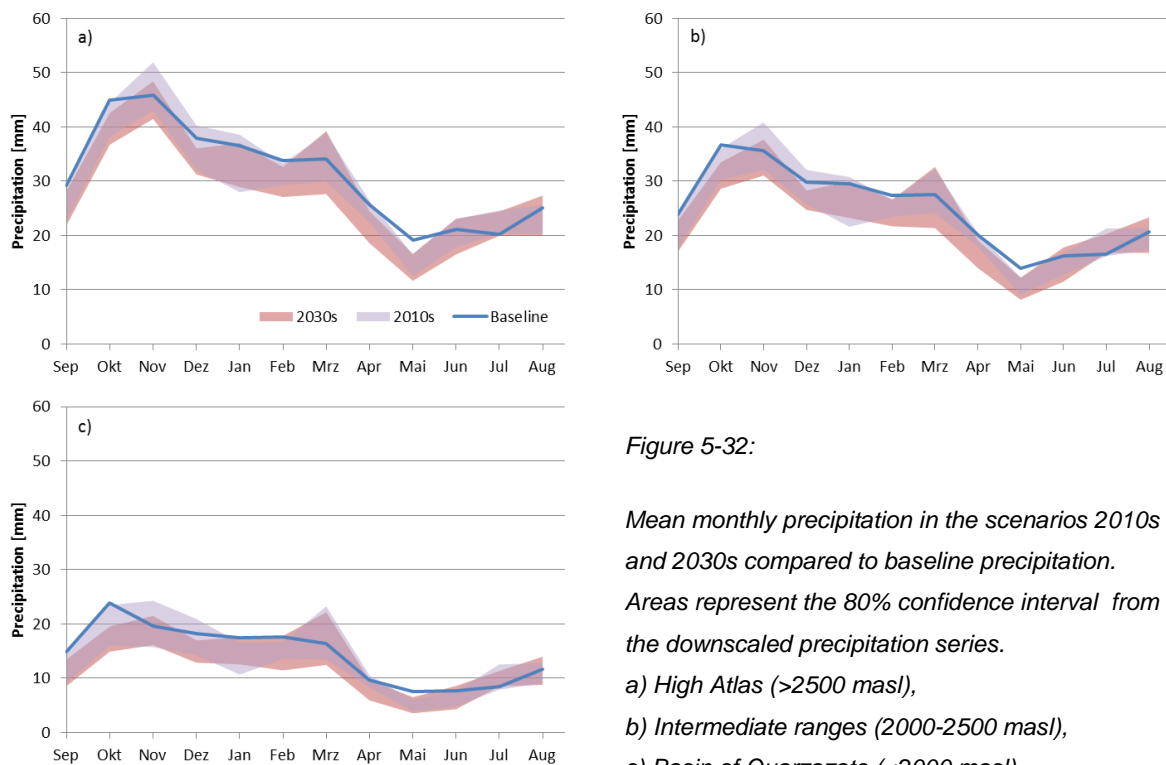 60
50
40
30
20
10
0
Precipitation [mm]
a)
2030s 2010s Baseline
Sep Okt Nov Dez Jan Feb Mrz Apr Mai Jun Jul Aug
60
50
40
30
20
10
0
Precipitation [mm]
b)
Sep Okt Nov Dez Jan Feb Mrz Apr Mai Jun Jul Aug
60
50
40
30
20
10
0
Precipitation [mm]
c)
Sep Okt Nov Dez Jan Feb Mrz Apr Mai Jun Jul Aug
Figure 5-32:
Mean monthly precipitation in the scenarios 2010s
and 2030s compared to baseline precipitation.
Areas represent the 80% confidence interval from
the downscaled precipitation series.
a) High Atlas (>2500 masl),
b) Intermediate ranges (2000-2500 masl),